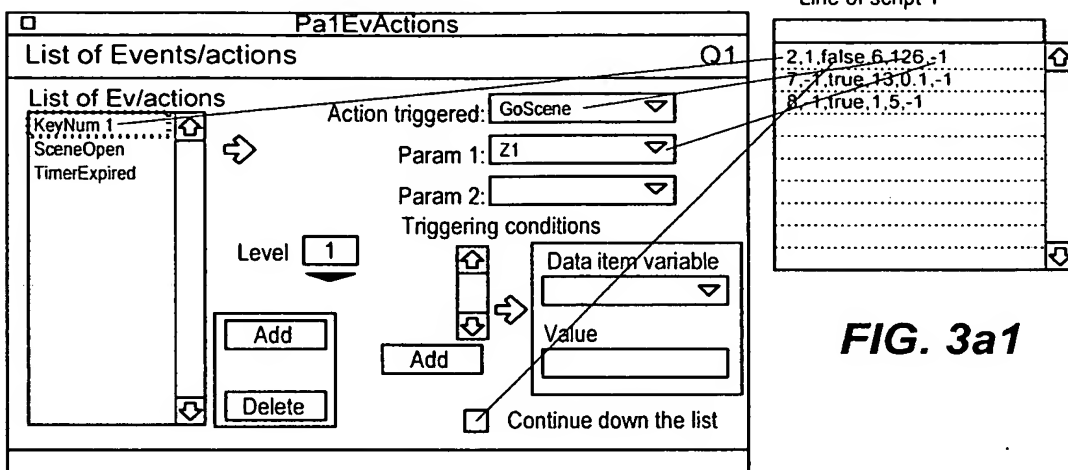 Pa1EvActions
List of Events/actions Q1
List of Ev/actions
KeyNum 1
SceneOpen
TimerExpired
Action triggered: GoScene
Param 1: Z1
Param 2:
Triggering conditions
Level 1
Data item variable
Value
Add
Add
Delete
Continue down the list
Line of script 1
2,1,false,6,126,-1
7,-1,true,13,0,1,-1
8,-1,true,1,5,-1
FIG. 3a1